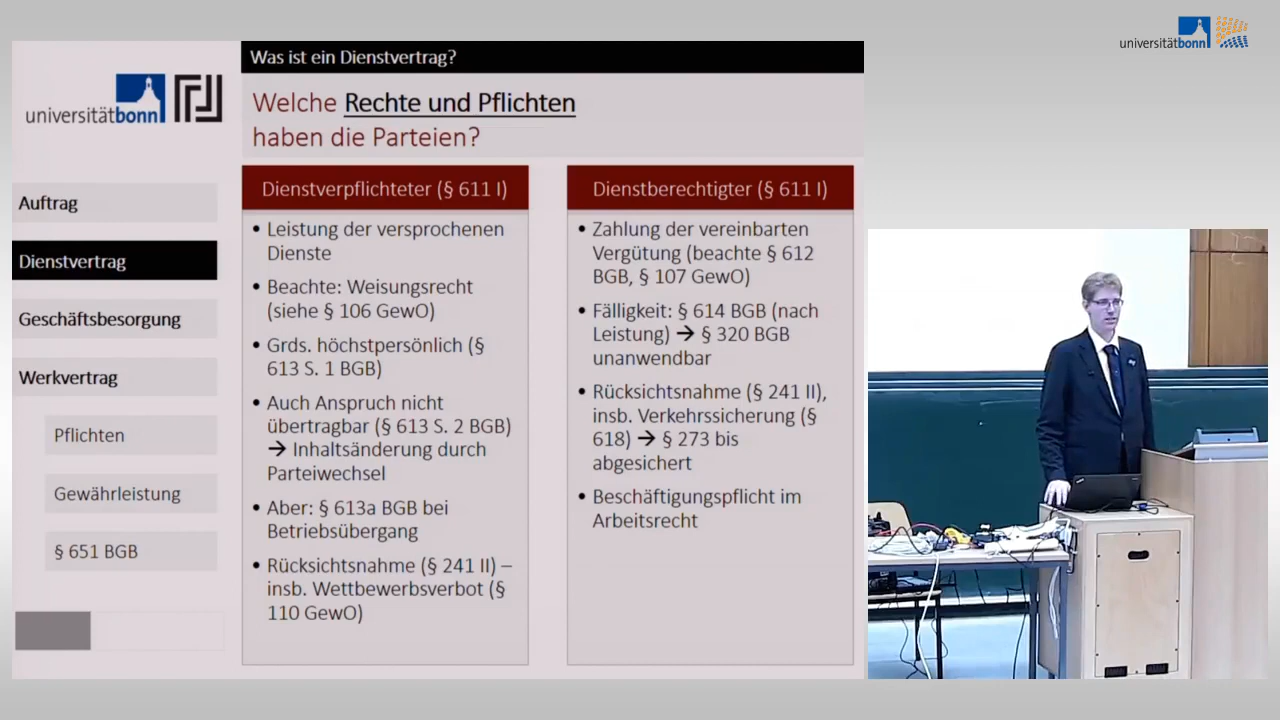 Was ist ein Dienstvertrag?
universitätbonn
universitätbonn
Welche Rechte und Pflichten
haben die Parteien?
Auftrag
Dienstvertrag
Geschäftsbesorgung
Werkvertrag
Pflichten
Gewährleistung
§ 651 BGB
Dienstverpflichteter (§ 611 I)
• Leistung der versprochenen
Dienste
• Beachte: Weisungsrecht
(siehe § 106 GewO)
• Grds. höchstpersönlich (§
613 S. 1 BGB)
• Auch Anspruch nicht
übertragbar (§ 613 S. 2 BGB)
→ Inhaltsänderung durch
Parteiwechsel
• Aber: § 613a BGB bei
Betriebsübergang
• Rücksichtsnahme (§ 241 II) –
insb. Wettbewerbsverbot (§
110 GewO)
Dienstberechtigter (§ 611 I)
• Zahlung der vereinbarten
Vergütung (beachte § 612
BGB, § 107 GewO)
• Fälligkeit: § 614 BGB (nach
Leistung) → § 320 BGB
unanwendbar
• Rücksichtsnahme (§ 241 II),
insb. Verkehrssicherung (§
618) → § 273 bis
abgesichert
• Beschäftigungspflicht im
Arbeitsrecht